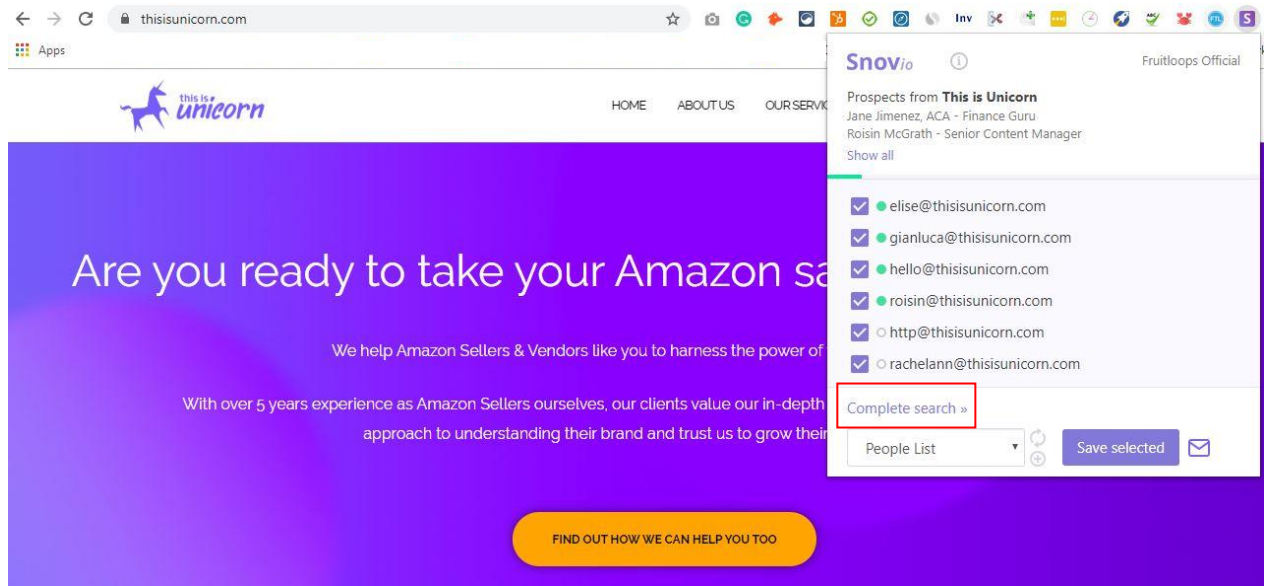 thisisunicorn.com
Inv
Apps
this is
unicorn
HOME ABOUT US
Are you ready to take your Amazon
We help Amazon Sellers & Vendors like you to harness the power of
With over 5 years experience as Amazon Sellers ourselves, our clients value our in-depth
approach to understanding their brand and trust us to grow their
FIND OUT HOW WE CAN HELP YOU TOO
Snovio
Fruitloops Official
Prospects from This is Unicorn
Jane Jimenez, ACA - Finance Guru
Roisin McGrath - Senior Content Manager
Show all
elise@thisisunicorn.com
gianluca@thisisunicorn.com
hello@thisisunicorn.com
roisin@thisisunicorn.com
http@thisisunicorn.com
rachelann@thisisunicorn.com
Complete search »
People List
Save selected